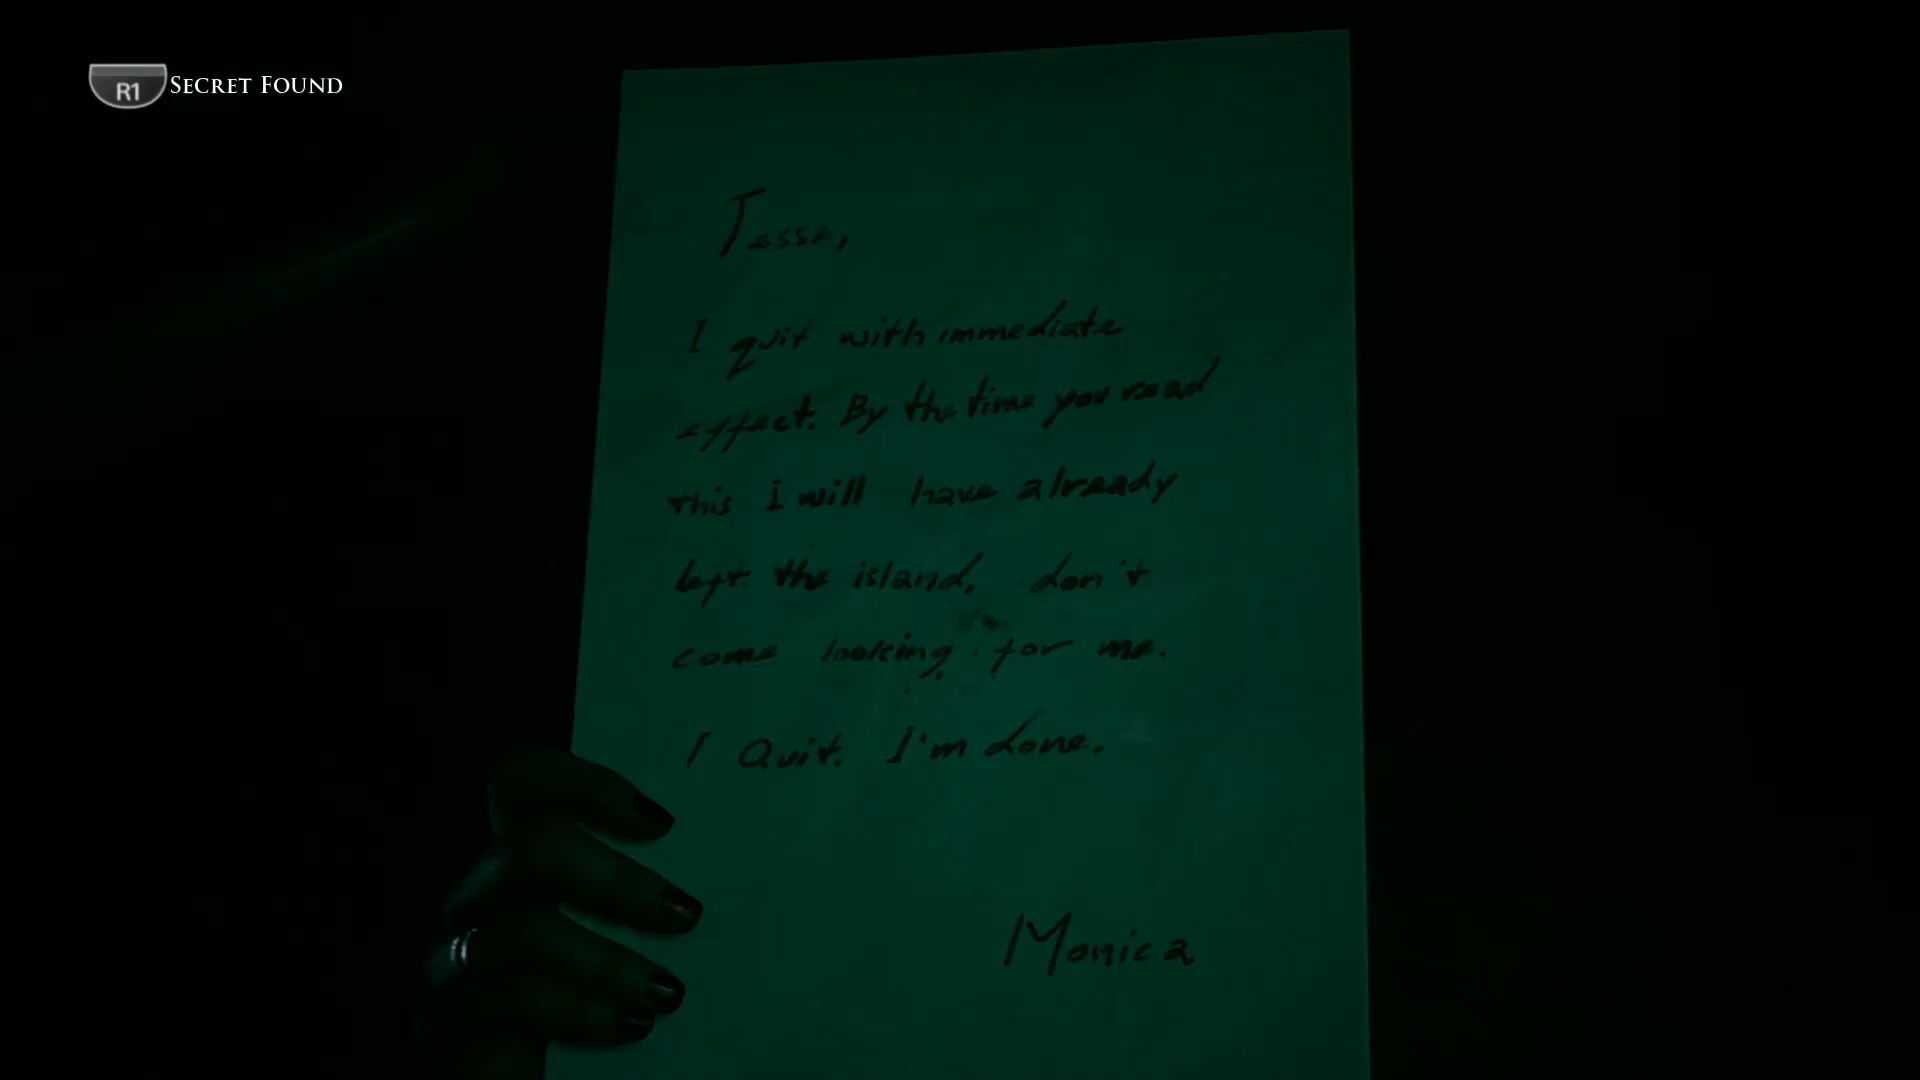 R1 SECRET FOUND
Jesse,
I quit with immediate
effect. By the time you read
This I will have already
left the island, don't
come looking for me.
I Quit. I'm done.
Monica